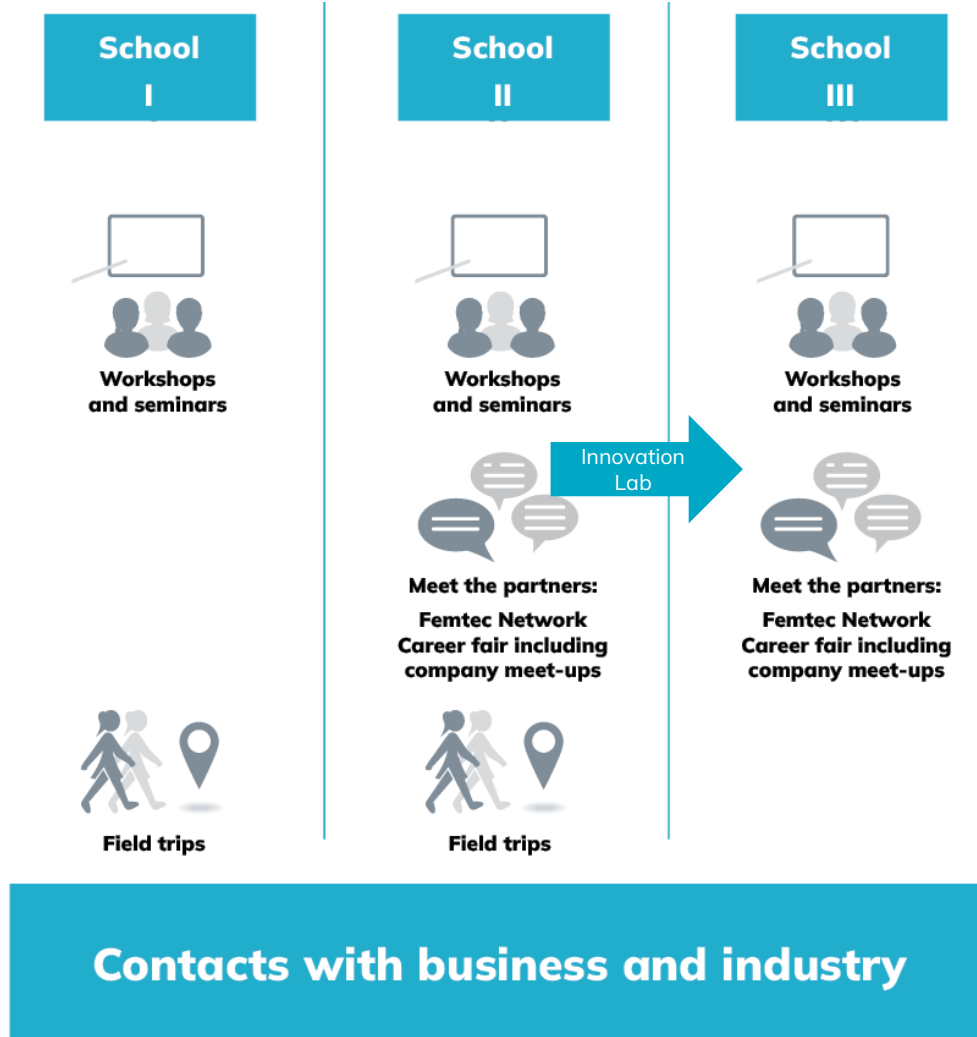 School
I
School
II
School
III
Workshops
and seminars
Workshops
and seminars
Workshops
and seminars
Innovation
Lab
Meet the partners:
Femtec Network
Career fair including
company meet-ups
Meet the partners:
Femtec Network
Career fair including
company meet-ups
Field trips
Field trips
Contacts with business and industry